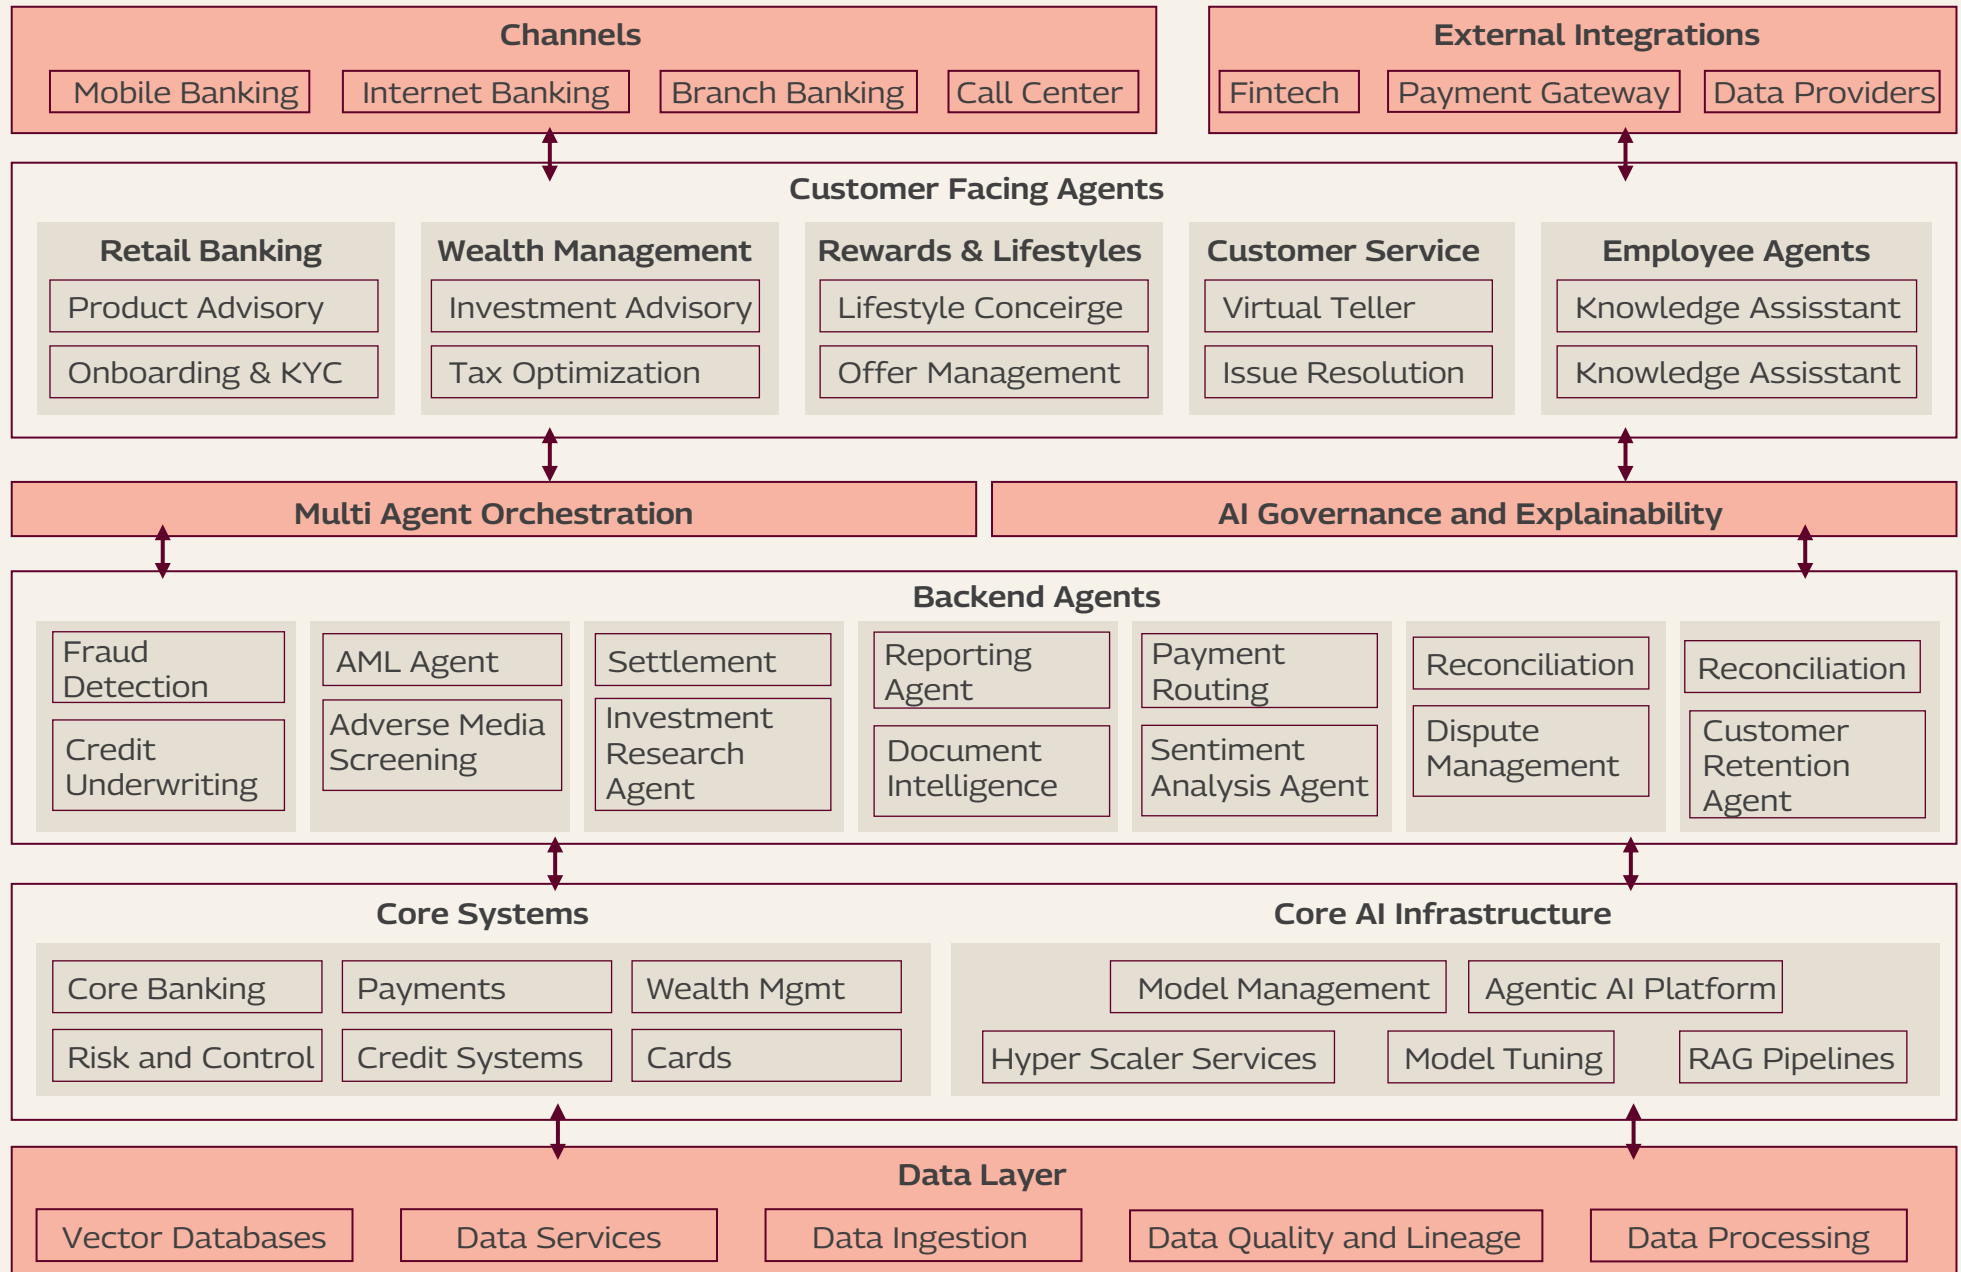 Channels
Mobile Banking
Internet Banking
Branch Banking
Call Center
External Integrations
Fintech
Payment Gateway
Data Providers
Customer Facing Agents
Retail Banking
Product Advisory
Onboarding & KYC
Wealth Management
Investment Advisory
Tax Optimization
Rewards & Lifestyles
Lifestyle Conceirge
Offer Management
Customer Service
Virtual Teller
Issue Resolution
Employee Agents
Knowledge Assisstant
Knowledge Assisstant
Multi Agent Orchestration
AI Governance and Explainability
Backend Agents
Fraud
Detection
Credit
Underwriting
AML Agent
Adverse Media
Screening
Settlement
Investment
Research
Agent
Reporting
Agent
Document
Intelligence
Payment
Routing
Sentiment
Analysis Agent
Reconciliation
Dispute
Management
Reconciliation
Customer
Retention
Agent
Core Systems
Core Banking
Payments
Wealth Mgmt
Risk and Control
Credit Systems
Cards
Core AI Infrastructure
Model Management
Agentic AI Platform
Hyper Scaler Services
Model Tuning
RAG Pipelines
Data Layer
Vector Databases
Data Services
Data Ingestion
Data Quality and Lineage
Data Processing